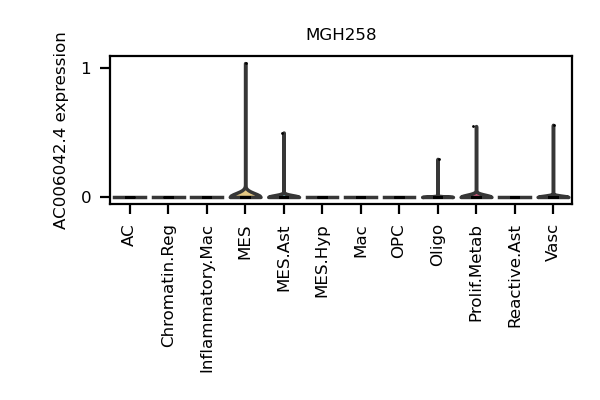 MGH258
AC006042.4 expression
1
0
AC
Chromatin.Reg
Inflammatory.Mac
MES
MES.Ast
MES.Hyp
Mac
OPC
Oligo
Prolif.Metab
Reactive.Ast
Vasc